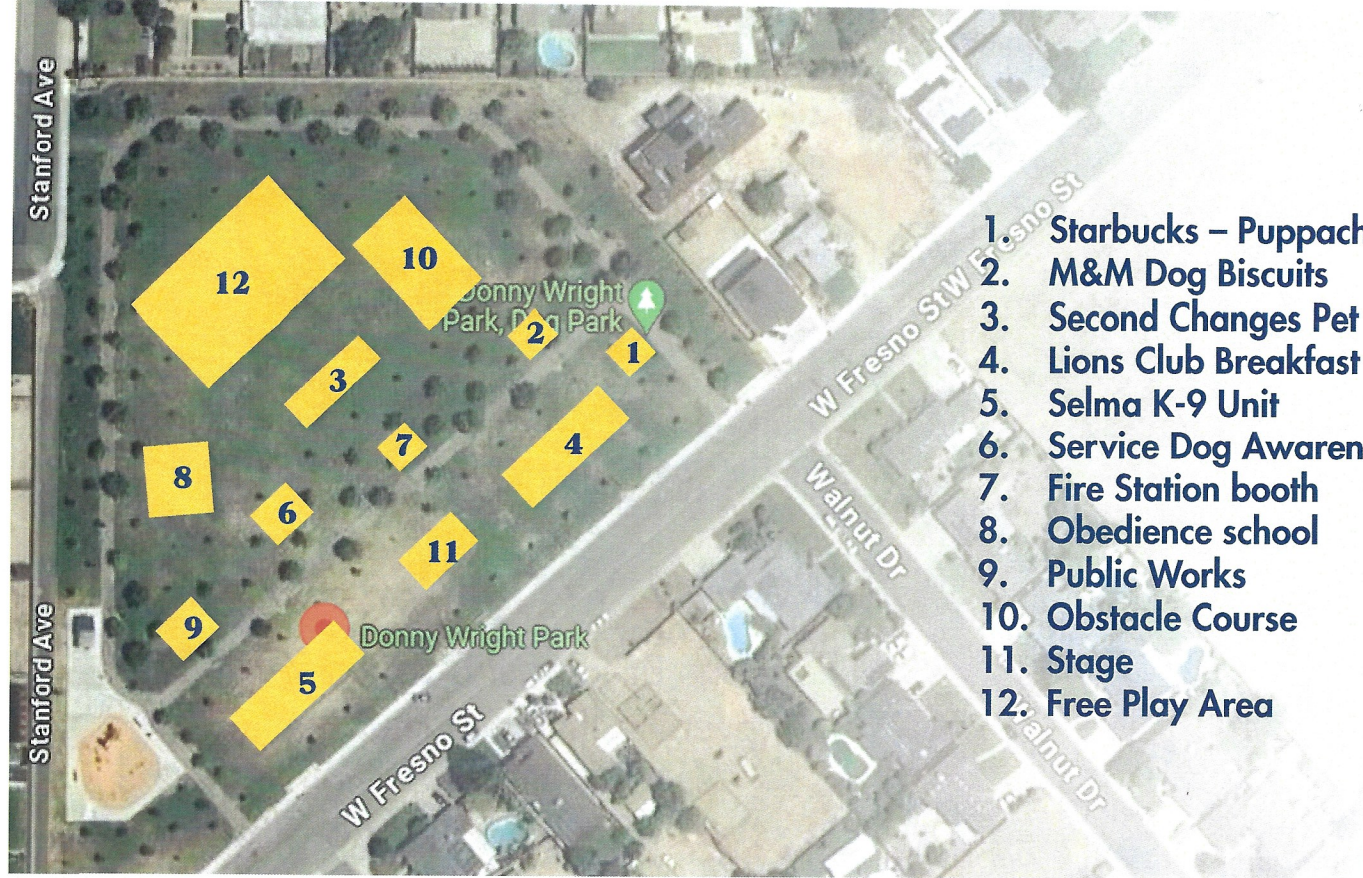 Stanford Ave
12
10
Donny Wright
Park, Dog Park
2
1
3
4
7
8
6
11
9
Donny Wright Park
5
Stanford Ave
W Fresno St
W Fresno St
W Fresno St
Walnut Dr
Walnut Dr
1. Starbucks – Puppach
2. M&M Dog Biscuits
3. Second Changes Pet
4. Lions Club Breakfast
5. Selma K-9 Unit
6. Service Dog Awaren
7. Fire Station booth
8. Obedience school
9. Public Works
10. Obstacle Course
11. Stage
12. Free Play Area